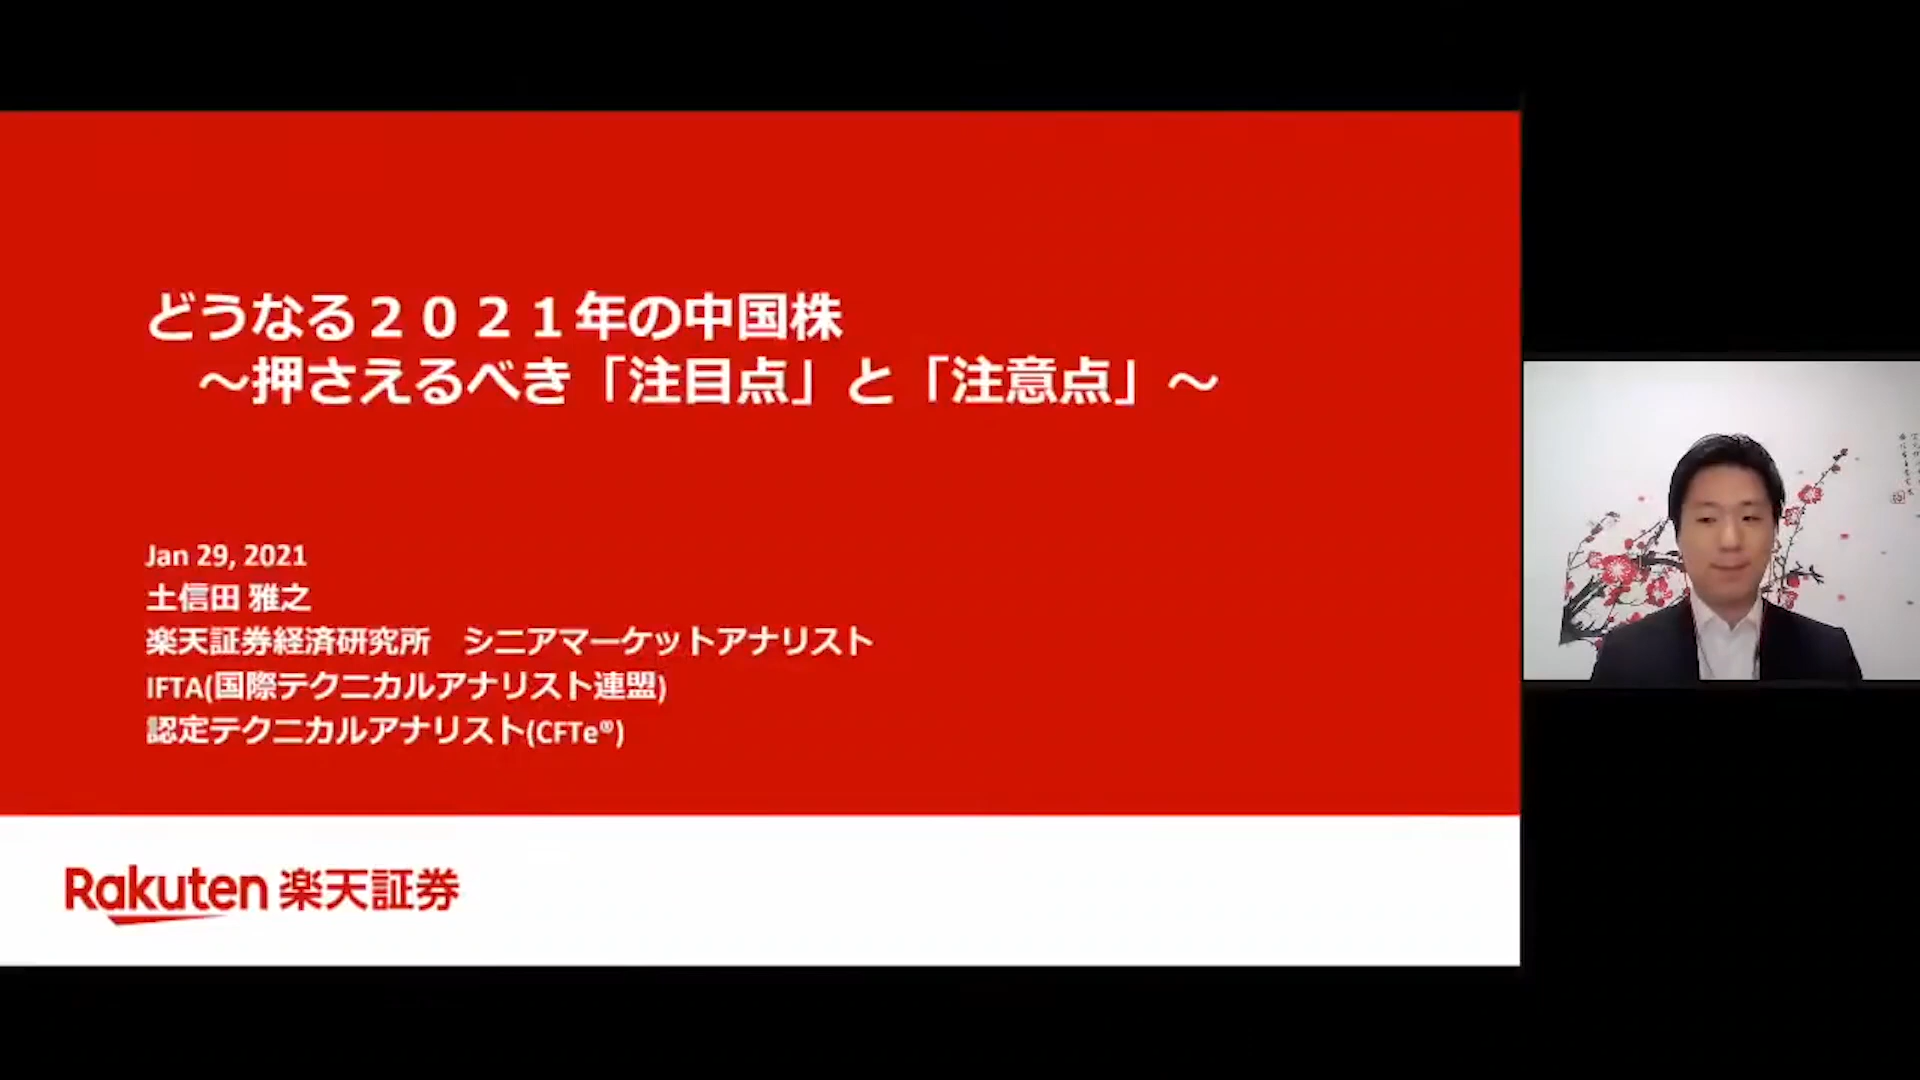 どうなる２０２１年の中国株
～押さえるべき「注目点」と「注意点」～
Jan 29, 2021
土信田 雅之
楽天証券経済研究所　シニアマーケットアナリスト
IFTA(国際テクニカルアナリスト連盟)
認定テクニカルアナリスト(CFTe®)
Rakuten 楽天証券